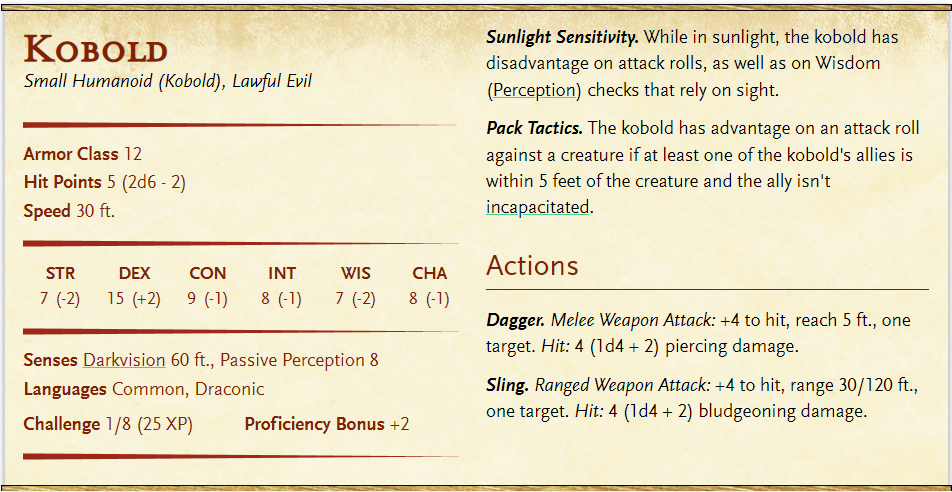 Kobold
Small Humanoid (Kobold), Lawful Evil
Armor Class 12
Hit Points 5 (2d6 - 2)
Speed 30 ft.
STR DEX CON INT WIS CHA
7 (-2) 15 (+2) 9 (-1) 8 (-1) 7 (-2) 8 (-1)
Senses Darkvision 60 ft., Passive Perception 8
Languages Common, Draconic
Challenge 1/8 (25 XP) Proficiency Bonus +2
Sunlight Sensitivity. While in sunlight, the kobold has
disadvantage on attack rolls, as well as on Wisdom
(Perception) checks that rely on sight.
Pack Tactics. The kobold has advantage on an attack roll
against a creature if at least one of the kobold's allies is
within 5 feet of the creature and the ally isn't
incapacitated.
Actions
Dagger. Melee Weapon Attack: +4 to hit, reach 5 ft., one
target. Hit: 4 (1d4 + 2) piercing damage.
Sling. Ranged Weapon Attack: +4 to hit, range 30/120 ft.,
one target. Hit: 4 (1d4 + 2) bludgeoning damage.